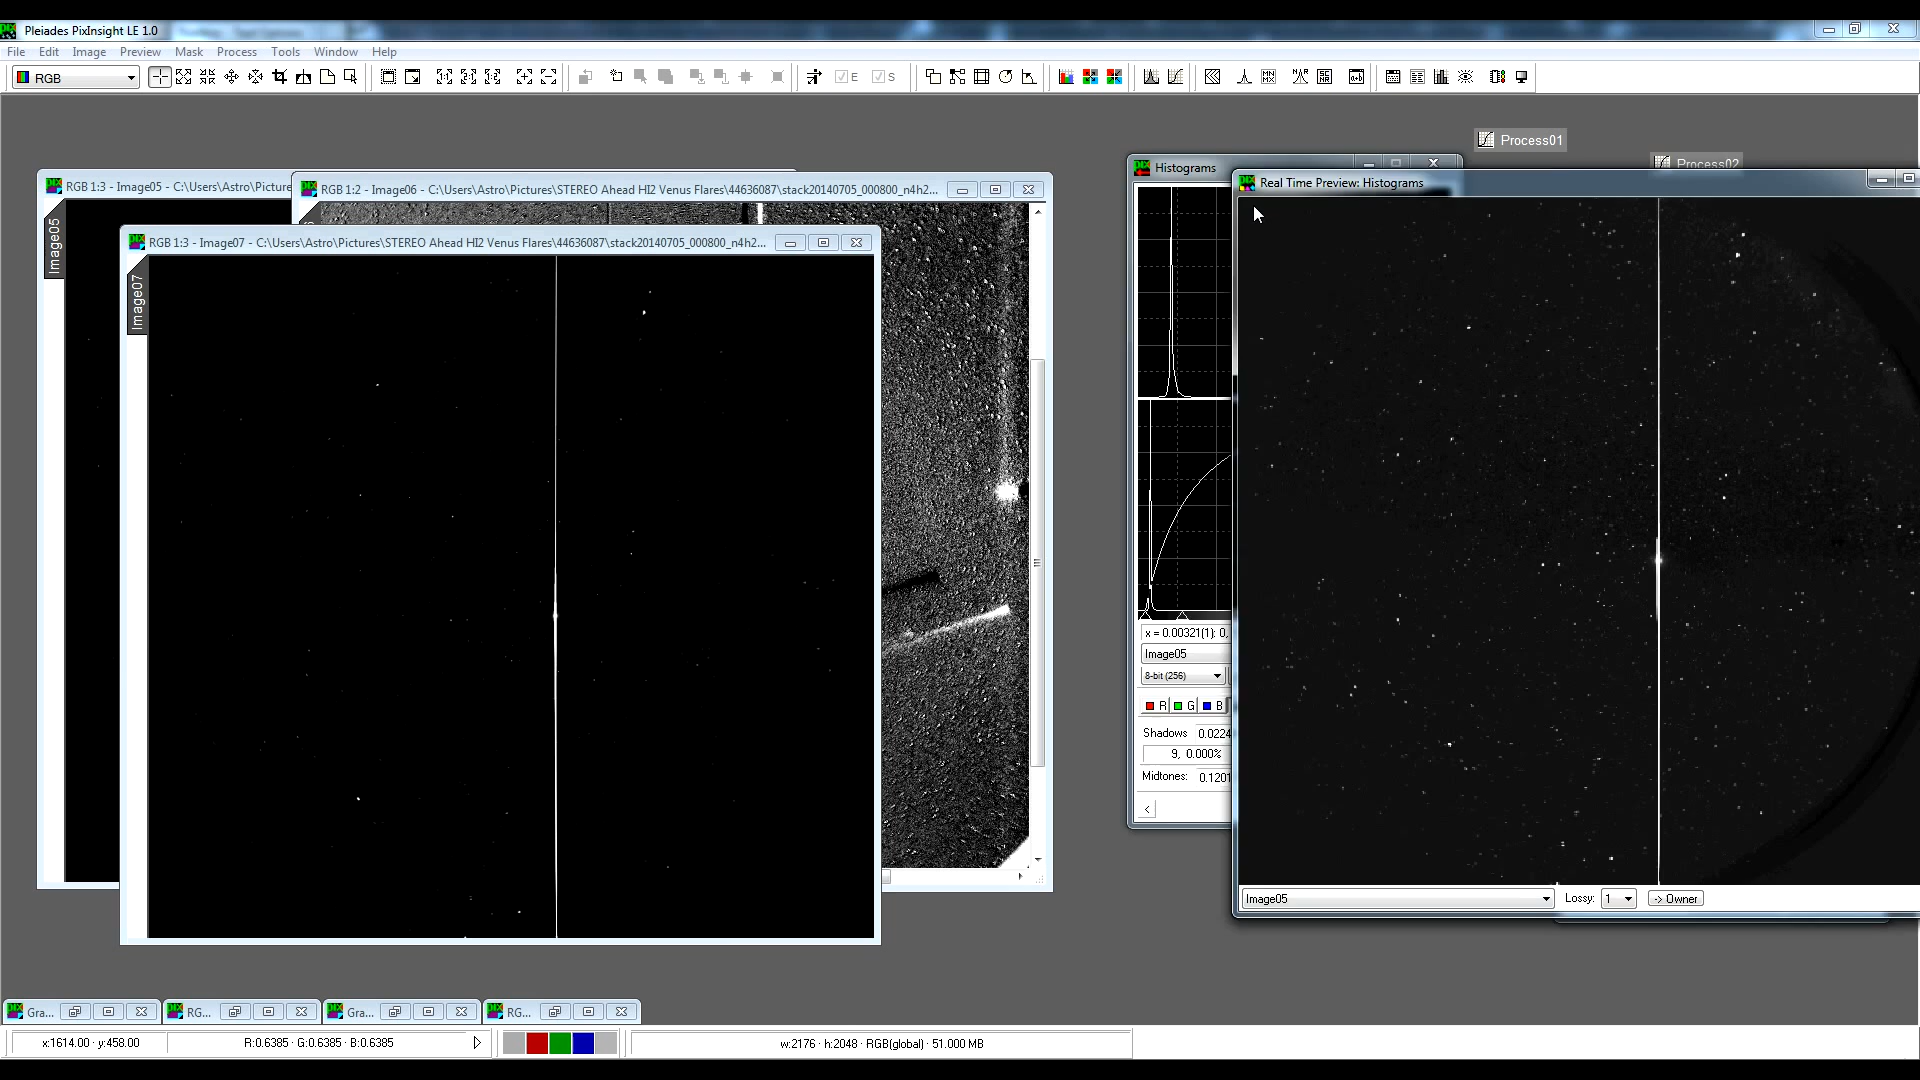 Pleiades PixInsight LE 1.0
File Edit Image Preview Mask Process Tools Window Help
RGB
E S
Process01
Process02
Histograms
Real Time Preview: Histograms
RGB 1:3 - Image05 - C:\Users\Astro\Picture
RGB 1:2 - Image06 - C:\Users\Astro\Pictures\STEREO Ahead HI2 Venus Flares\44636087\stack20140705_000800_n4h2...
RGB 1:3 - Image07 - C:\Users\Astro\Pictures\STEREO Ahead HI2 Venus Flares\44636087\stack20140705_000800_n4h2...
Image05
Image07
x = 0.00321(1): 0,
Image05
8-bit (256)
R G B
Shadows 0.0224
9, 0.000%
Midtones: 0.1201
Image05 Lossy: 1 -> Owner
Gra... RG... Gra... RG...
x:1614.00 · y:458.00 R:0.6385 · G:0.6385 · B:0.6385 w:2176 · h:2048 · RGB(global) · 51.000 MB